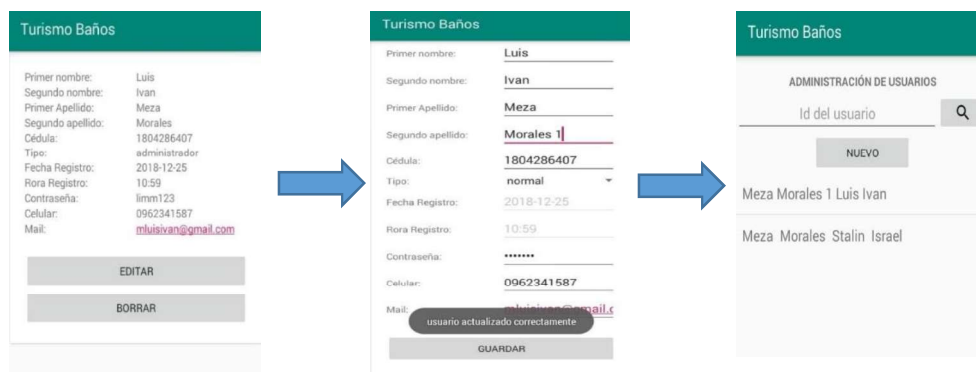 Turismo Baños
Primer nombre: Luis
Segundo nombre: Ivan
Primer Apellido: Meza
Segundo apellido: Morales
Cédula: 1804286407
Tipo: administrador
Fecha Registro: 2018-12-25
Rora Registro: 10:59
Contraseña: limm123
Celular: 0962341587
Mail: mluisivan@gmail.com
EDITAR
BORRAR
Turismo Baños
Primer nombre: Luis
Segundo nombre: Ivan
Primer Apellido: Meza
Segundo apellido: Morales 1
Cédula: 1804286407
Tipo: normal
Fecha Registro: 2018-12-25
Rora Registro: 10:59
Contraseña: •••••••
Celular: 0962341587
Mail: mluisivan@gmail.c
usuario actualizado correctamente
GUARDAR
Turismo Baños
ADMINISTRACIÓN DE USUARIOS
Id del usuario
NUEVO
Meza Morales 1 Luis Ivan
Meza Morales Stalin Israel